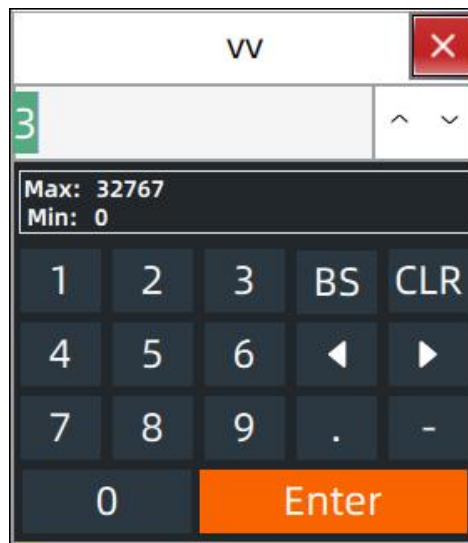 vv
3
Max: 32767
Min: 0
1 2 3 BS CLR
4 5 6
7 8 9 . -
0 Enter